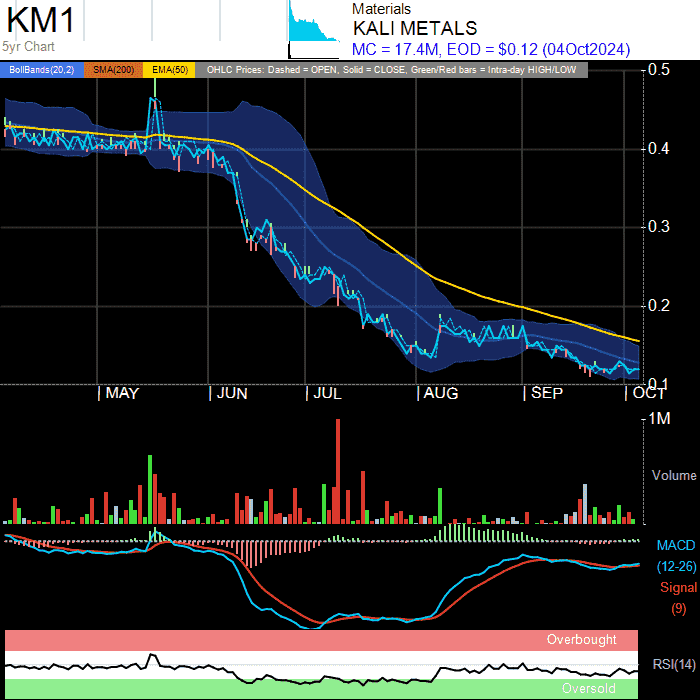 KM1
5yr Chart
Materials
KALI METALS
MC = 17.4M, EOD = $0.12 (04Oct2024)
BollBands(20,2) SMA(200) EMA(50) OHLC Prices: Dashed = OPEN, Solid = CLOSE, Green/Red bars = Intra-day HIGH/LOW
0.5
0.4
0.3
0.2
0.1
MAY JUN JUL AUG SEP OCT
1M
Volume
MACD
(12-26)
Signal
(9)
Overbought
RSI(14)
Oversold